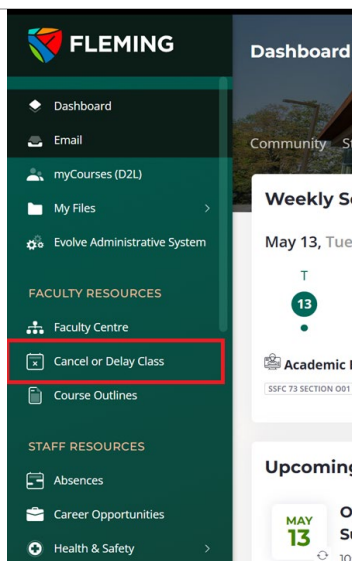 FLEMING
Dashboard
Email
myCourses (D2L)
My Files
Evolve Administrative System
FACULTY RESOURCES
Faculty Centre
Cancel or Delay Class
Course Outlines
STAFF RESOURCES
Absences
Career Opportunities
Health & Safety
Dashboard
Community
Weekly
May 13, Tue
T
13
Academic
SSFC 73 SECTION O01
Upcoming
MAY
13
10